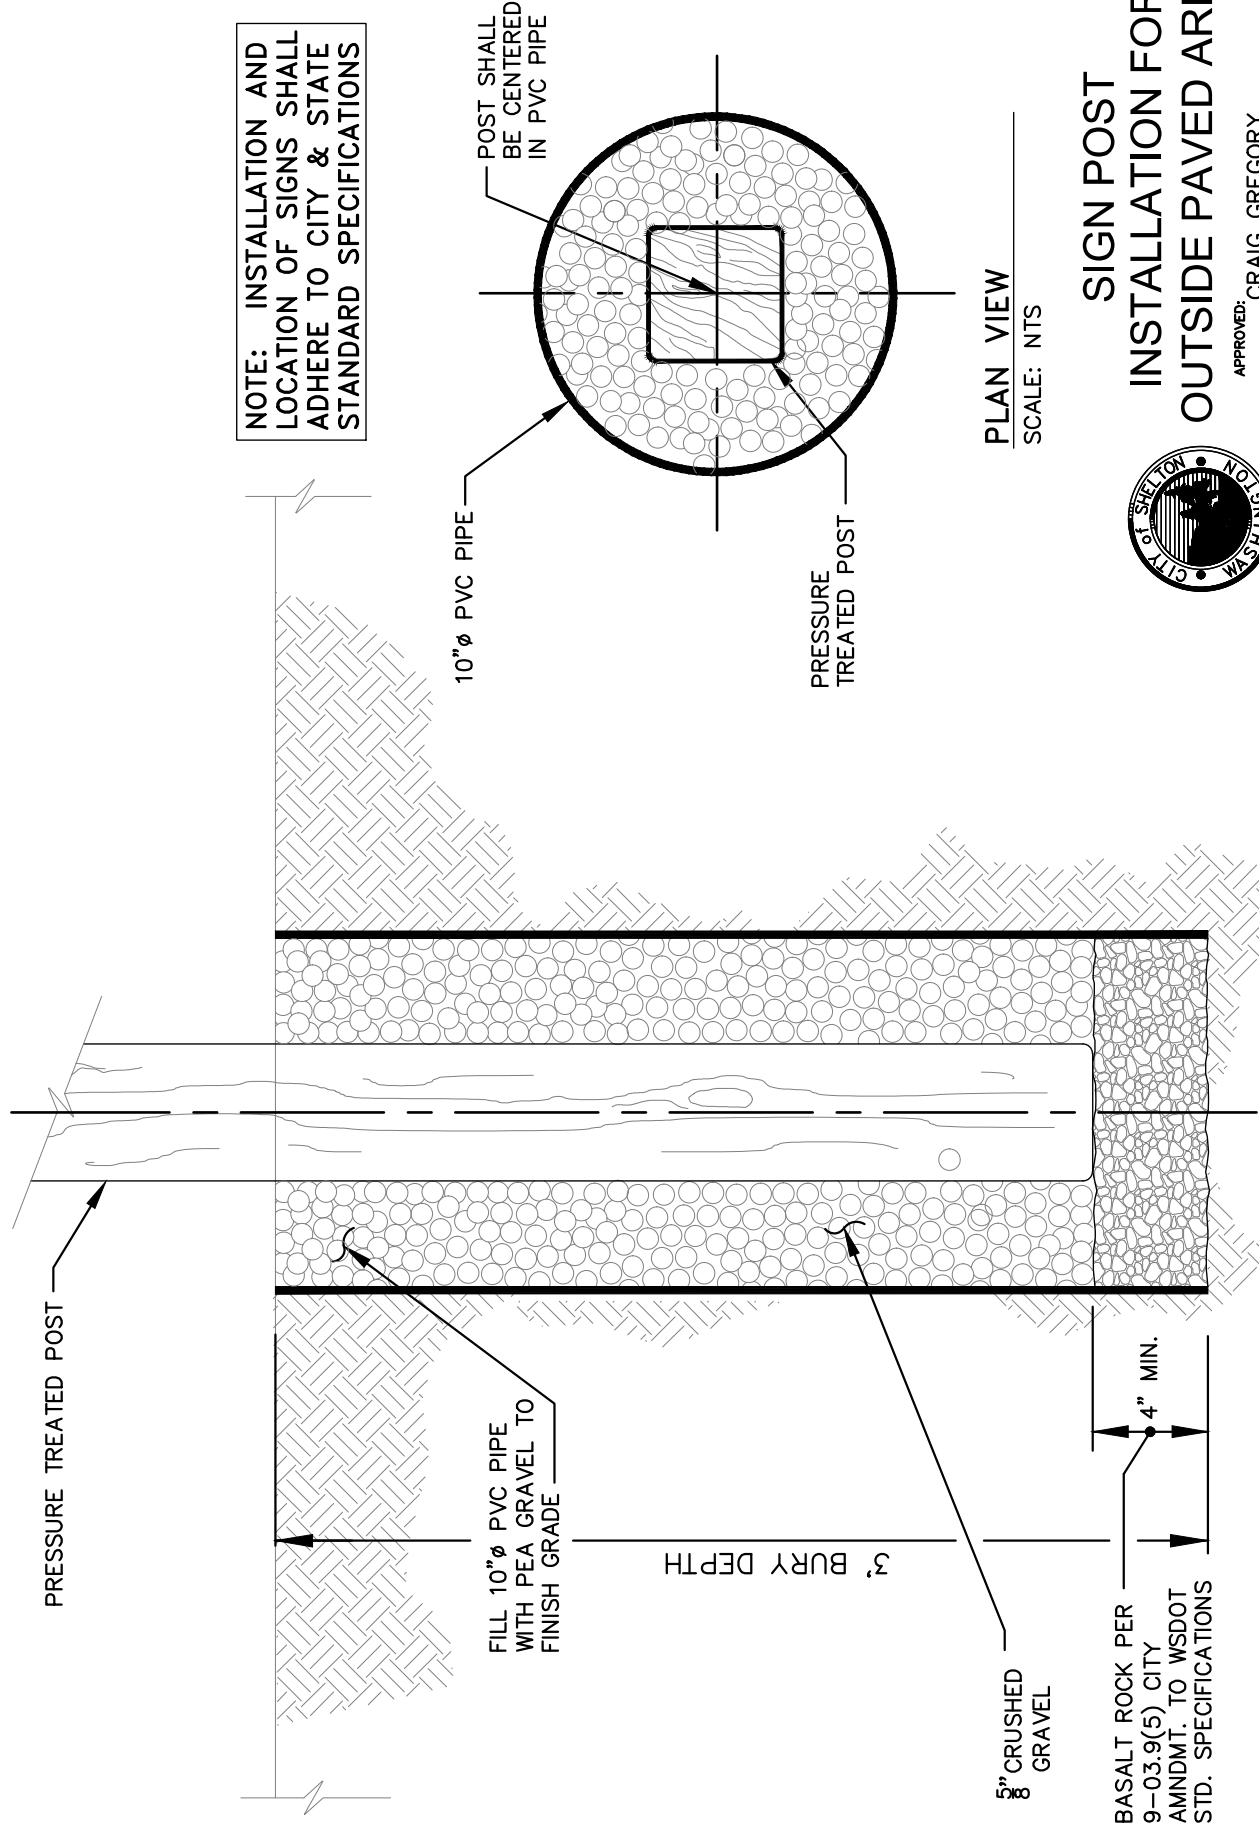 PRESSURE TREATED POST
FILL 10"ø PVC PIPE
WITH PEA GRAVEL TO
FINISH GRADE
3' BURY DEPTH
5/8" CRUSHED
GRAVEL
4" MIN.
BASALT ROCK PER
9-03.9(5) CITY
AMNDMT. TO WSDOT
STD. SPECIFICATIONS
NOTE: INSTALLATION AND
LOCATION OF SIGNS SHALL
ADHERE TO CITY & STATE
STANDARD SPECIFICATIONS
POST SHALL
BE CENTERED
IN PVC PIPE
10"ø PVC PIPE
PRESSURE
TREATED POST
PLAN VIEW
SCALE: NTS
CITY of SHELTON
WASHINGTON
SIGN POST
INSTALLATION FOR
OUTSIDE PAVED
APPROVED:
CRAIG GREGORY